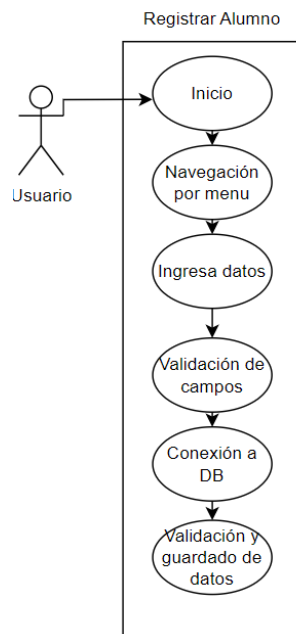 Registrar Alumno
Inicio
Usuario
Navegación
por menu
Ingresa datos
Validación de
campos
Conexión a
DB
Validación y
guardado de
datos